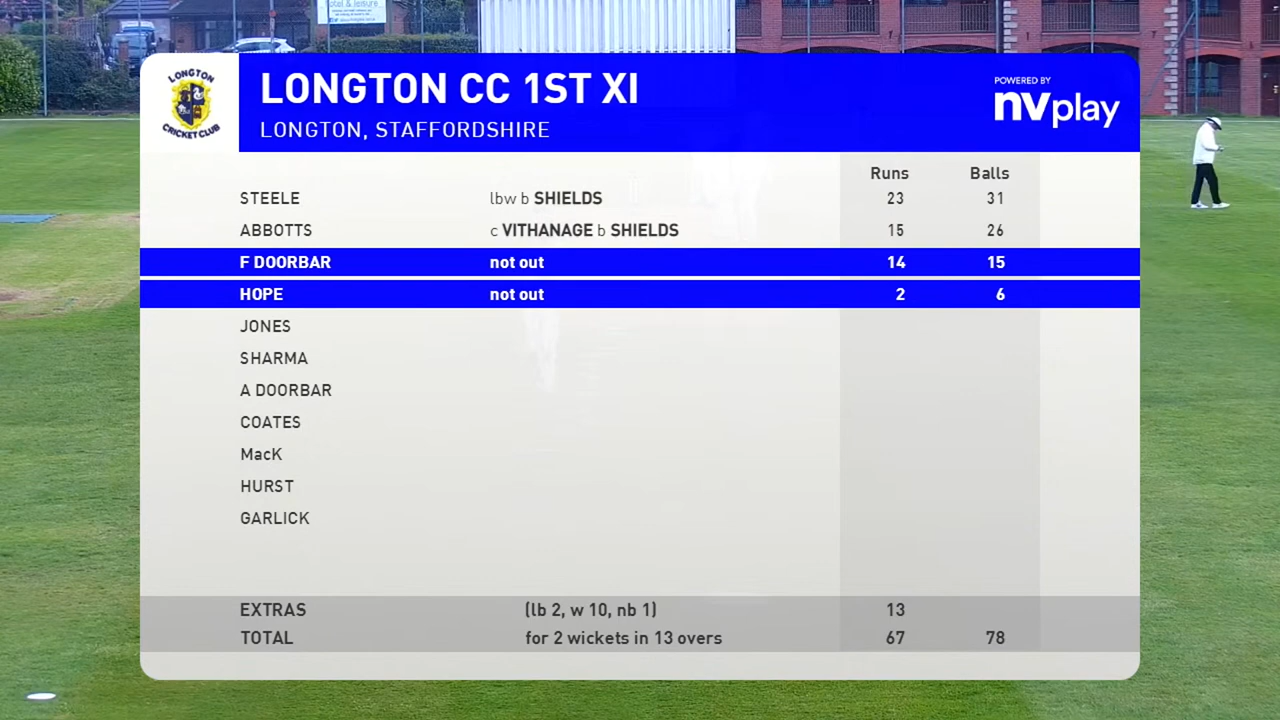 LONGTON
CRICKET CLUB
LONGTON CC 1ST XI
LONGTON, STAFFORDSHIRE
POWERED BY
nvplay
Runs Balls
STEELE lbw b SHIELDS 23 31
ABBOTTS c VITHANAGE b SHIELDS 15 26
F DOORBAR not out 14 15
HOPE not out 2 6
JONES
SHARMA
A DOORBAR
COATES
MacK
HURST
GARLICK
EXTRAS (lb 2, w 10, nb 1) 13
TOTAL for 2 wickets in 13 overs 67 78